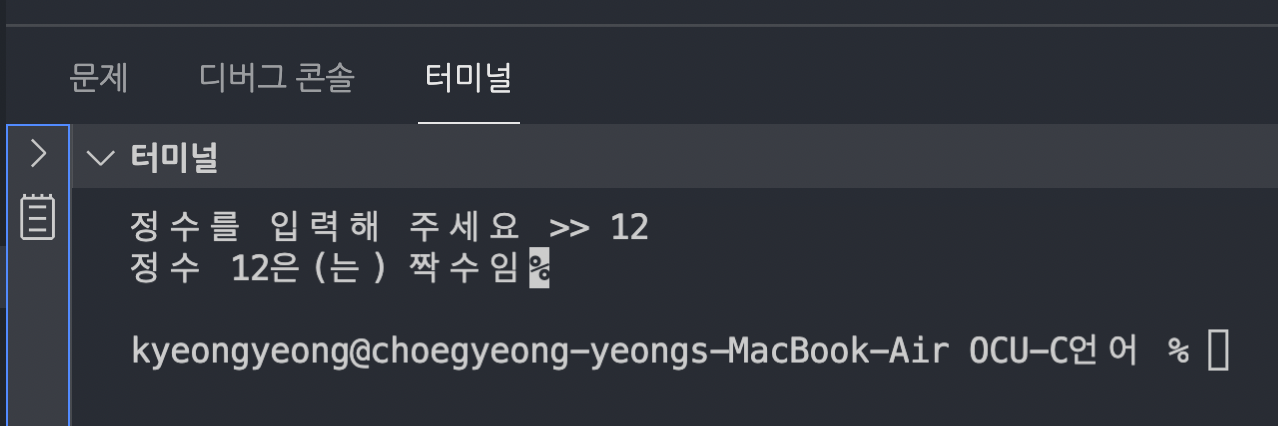 문제 디버그 콘솔 터미널
터미널
정수를 입력해 주세요 >> 12
정수 12은(는) 짝수임%
kyeongyeong@choegyeong-yeongs-MacBook-Air OCU-C언어 %